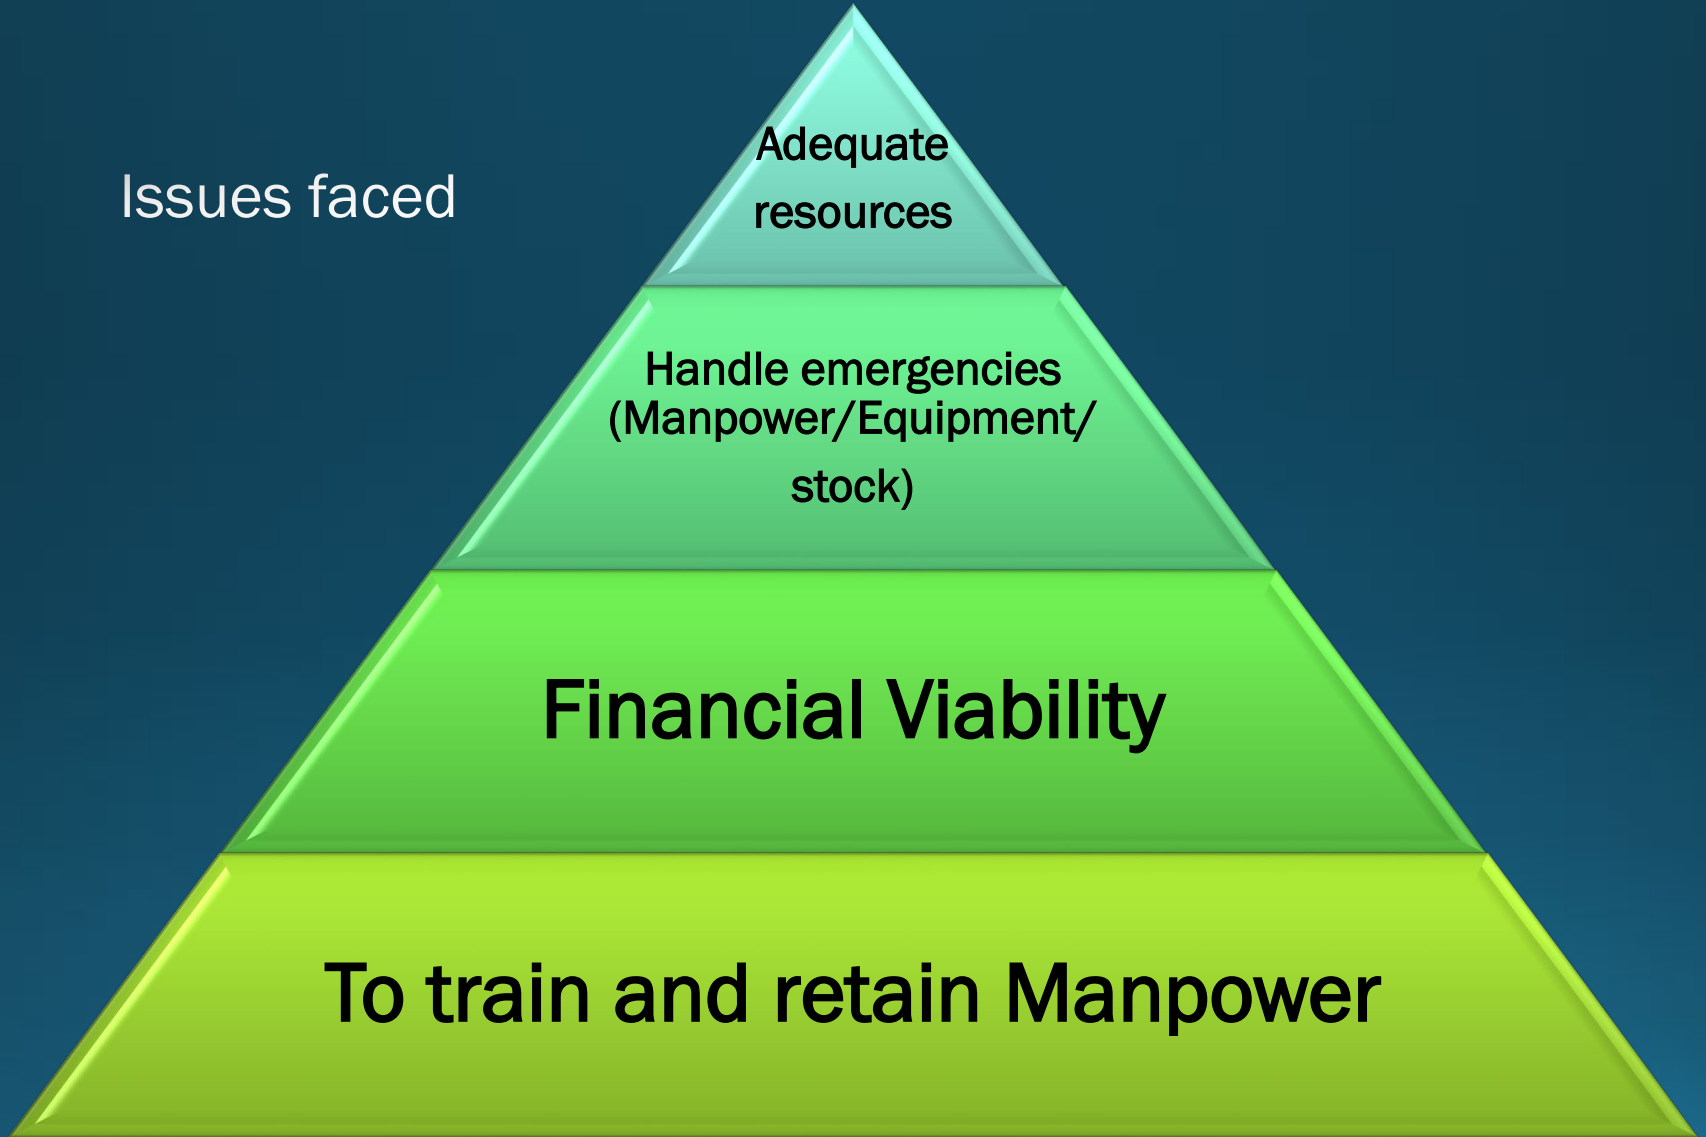 Issues faced
Adequate
resources
Handle emergencies
(Manpower/Equipment/
stock)
Financial Viability
To train and retain Manpower